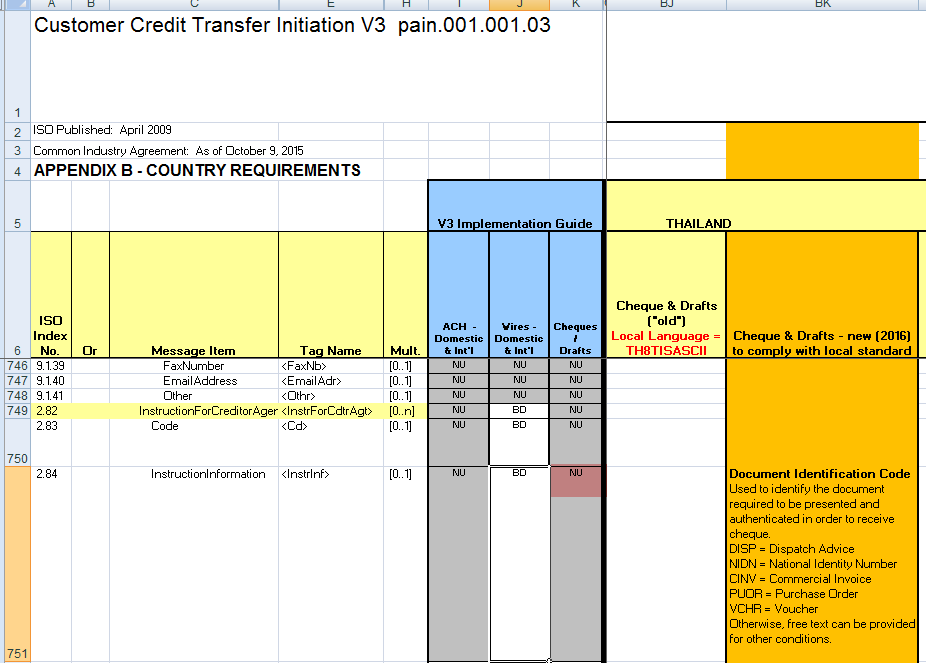 A B C E H I J K BJ BK
Customer Credit Transfer Initiation V3 pain.001.001.03
1
2 ISO Published: April 2009
3 Common Industry Agreement: As of October 9, 2015
4 APPENDIX B - COUNTRY REQUIREMENTS
5 V3 Implementation Guide THAILAND
ISO
Index
No.
Or
Message Item
Tag Name
Mult.
ACH -
Domestic
& Int'l
Wires -
Domestic
& Int'l
Cheques
/
Drafts
Cheque & Drafts
("old")
Local Language =
TH8TISASCII
Cheque & Drafts - new (2016)
to comply with local standard
6
746 9.1.39 FaxNumber <FaxNb> [0..1] NU NU NU
747 9.1.40 EmailAddress <EmailAdr> [0..1] NU NU NU
748 9.1.41 Other <Othr> [0..1] NU NU NU
749 2.82 InstructionForCreditorAger <InstrForCdtrAgt> [0..n] NU BD NU
2.83 Code <Cd> [0..1] NU BD NU
750
2.84 InstructionInformation <InstrInf> [0..1] NU BD NU
Document Identification Code
Used to identify the document
required to be presented and
authenticated in order to receive
cheque.
DISP = Dispatch Advice
NIDN = National Identity Number
CINV = Commercial Invoice
PUOR = Purchase Order
VCHR = Voucher
Otherwise, free text can be provided
for other conditions.
751